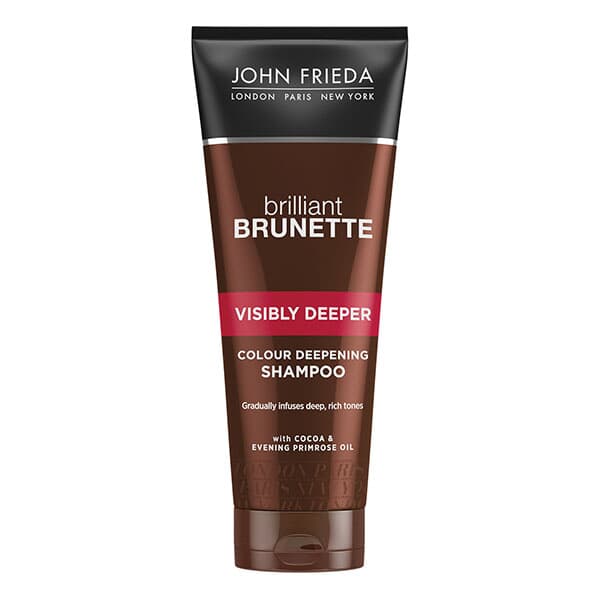 JOHN FRIEDA
LONDON PARIS NEW YORK
brilliant
BRUNETTE
VISIBLY DEEPER
COLOUR DEEPENING
SHAMPOO
Gradually infuses deep, rich tones
with COCOA &
EVENING PRIMROSE OIL